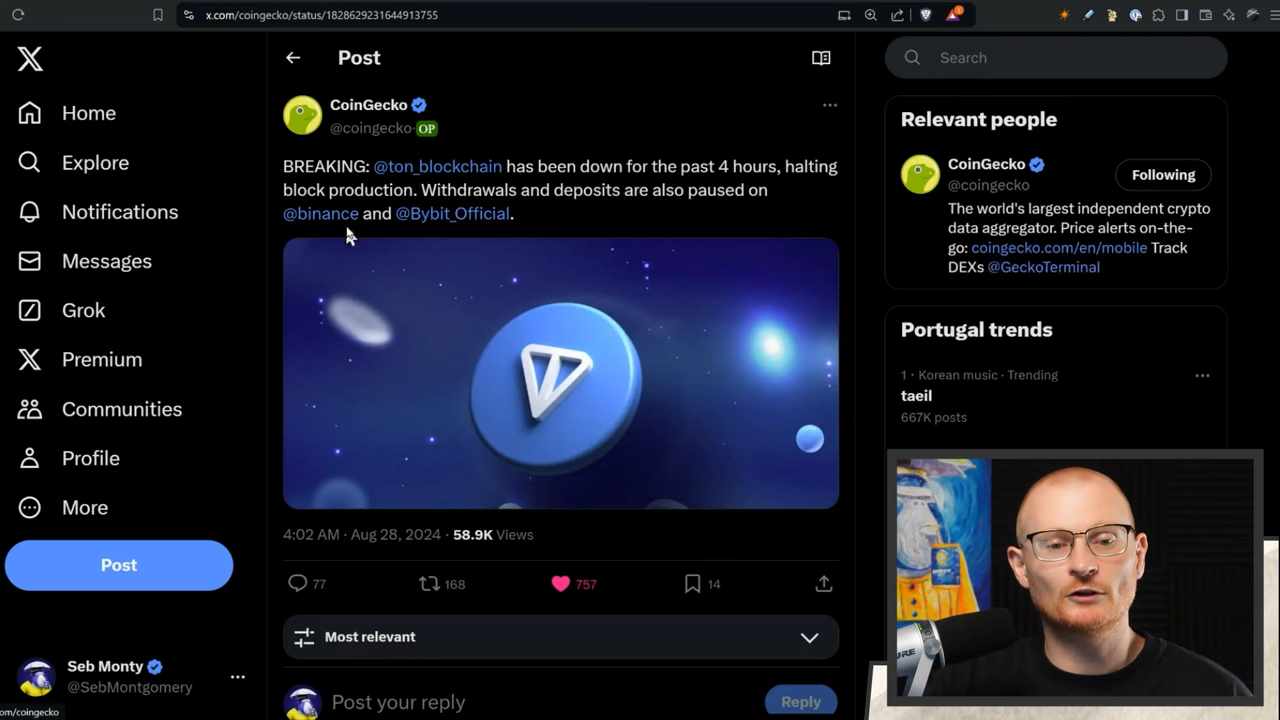 x.com/coingecko/status/1828629231644913755
Home
Explore
Notifications
Messages
Grok
Premium
Communities
Profile
More
Post
Seb Monty
@SebMontgomery
om/coingecko
Post
CoinGecko
@coingecko OP
BREAKING: @ton_blockchain has been down for the past 4 hours, halting
block production. Withdrawals and deposits are also paused on
@binance and @Bybit_Official.
4:02 AM · Aug 28, 2024 · 58.9K Views
77 168 757 14
Most relevant
Post your reply
Reply
Search
Relevant people
CoinGecko
@coingecko
Following
The world's largest independent crypto
data aggregator. Price alerts on-the-
go: coingecko.com/en/mobile Track
DEXs @GeckoTerminal
Portugal trends
1 · Korean music · Trending
taeil
667K posts